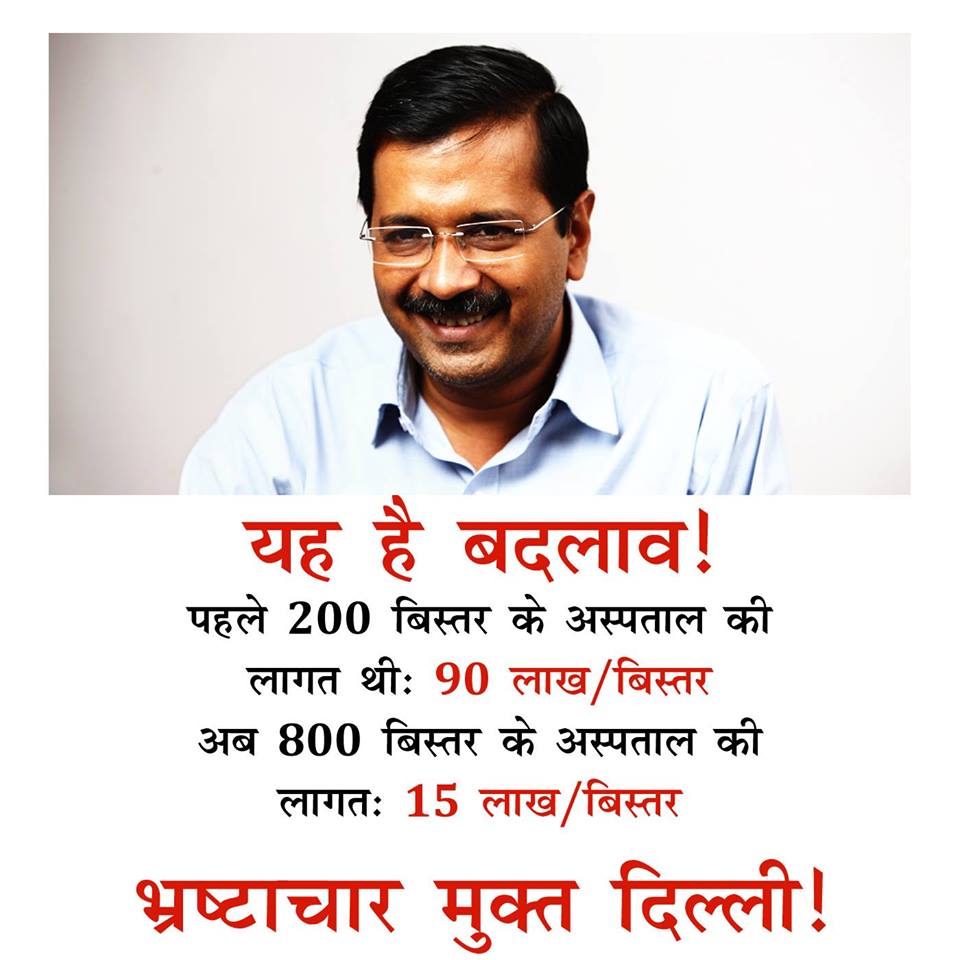 यह है बदलाव!
पहले 200 बिस्तर के अस्पताल की
लागत थी: 90 लाख/बिस्तर
अब 800 बिस्तर के अस्पताल की
लागत: 15 लाख/बिस्तर
भ्रष्टाचार मुक्त दिल्ली!